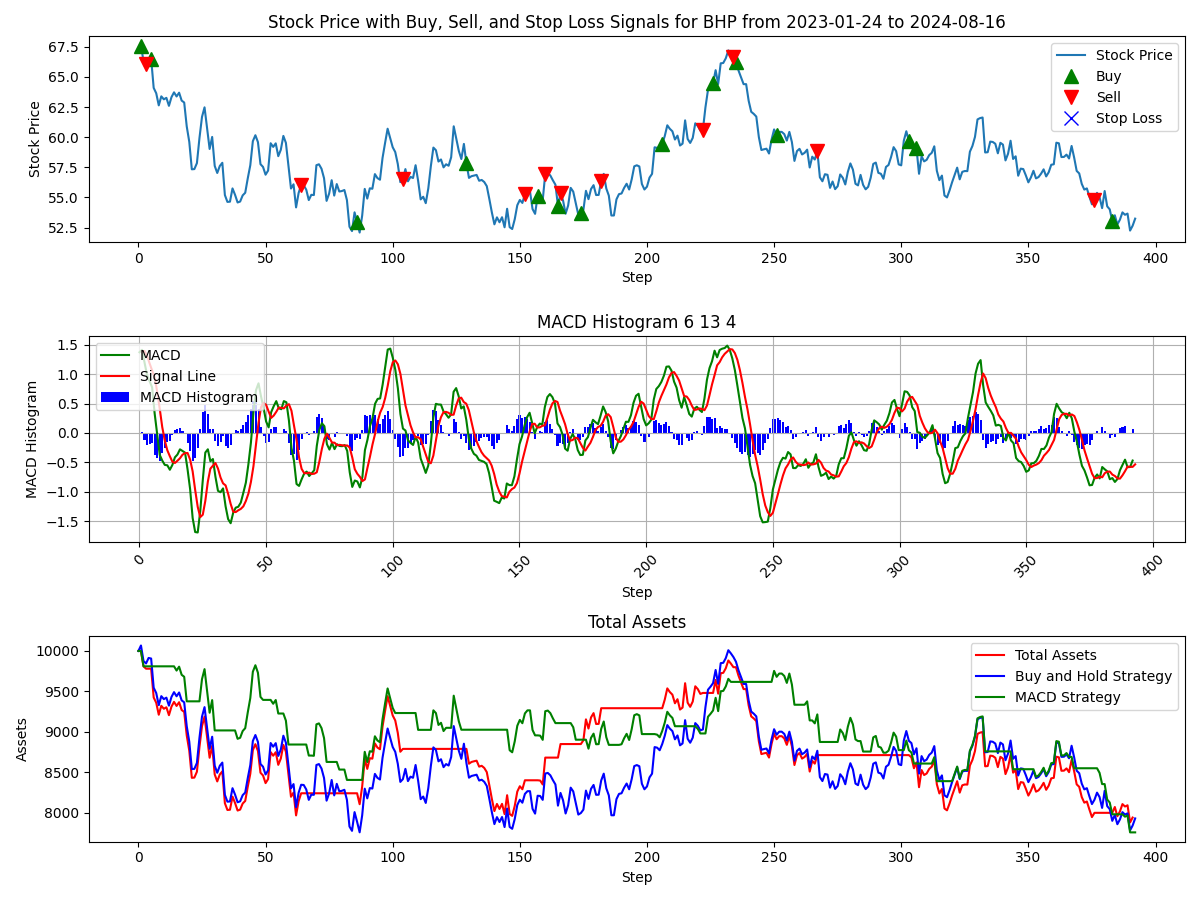 Stock Price with Buy, Sell, and Stop Loss Signals for BHP from 2023-01-24 to 2024-08-16
67.5
65.0
62.5
60.0
57.5
55.0
52.5
Stock Price
Stock Price
Buy
Sell
Stop Loss
0 50 100 150 200 250 300 350 400
Step
MACD Histogram 6 13 4
1.5
1.0
0.5
0.0
−0.5
−1.0
−1.5
MACD Histogram
MACD
Signal Line
MACD Histogram
0 50 100 150 200 250 300 350 400
Step
Total Assets
10000
9500
9000
8500
8000
Assets
Total Assets
Buy and Hold Strategy
MACD Strategy
0 50 100 150 200 250 300 350 400
Step